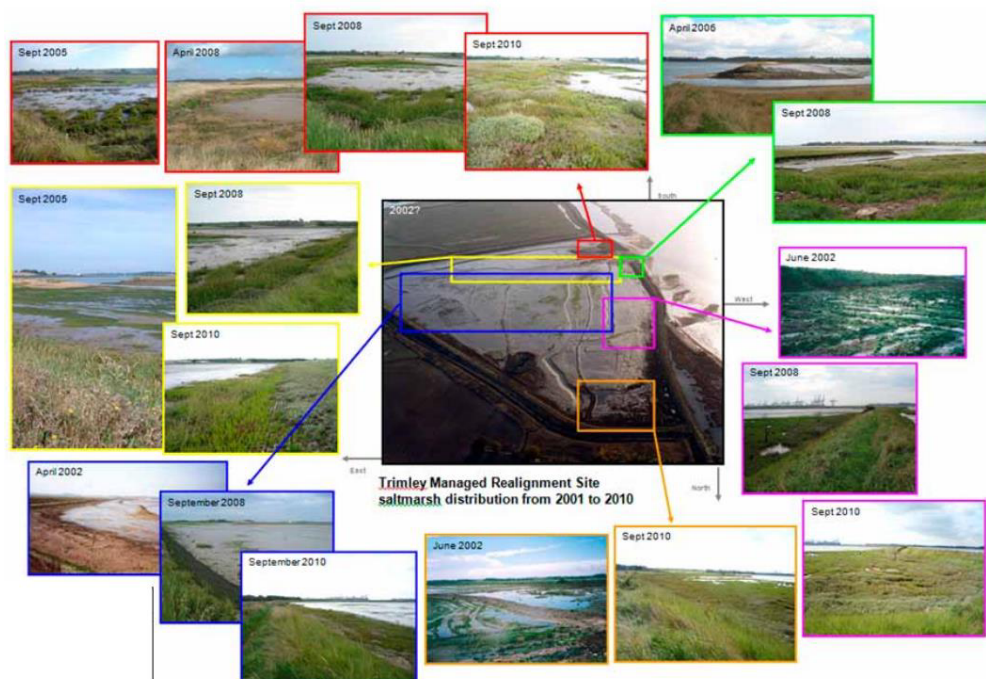 Sept 2005
April 2008
Sept 2008
Sept 2010
April 2006
Sept 2008
Sept 2005
Sept 2008
2002?
South
June 2002
West
Sept 2010
Sept 2008
April 2002
East
Trimley Managed Realignment Site
saltmarsh distribution from 2001 to 2010
North
September 2008
September 2010
June 2002
Sept 2010
Sept 2010